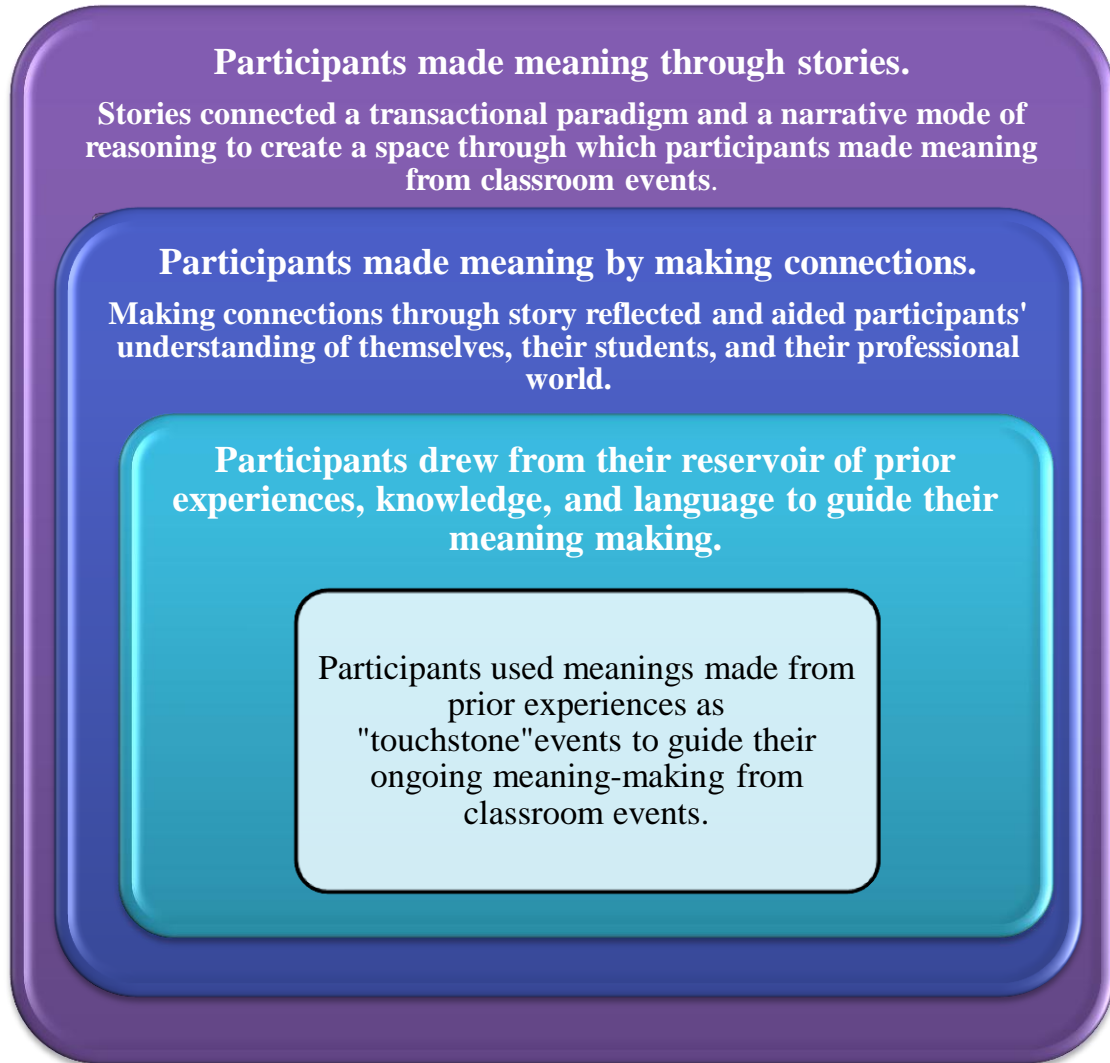 Participants made meaning through stories.
Stories connected a transactional paradigm and a narrative mode of
reasoning to create a space through which participants made meaning
from classroom events.
Participants made meaning by making connections.
Making connections through story reflected and aided participants'
understanding of themselves, their students, and their professional
world.
Participants drew from their reservoir of prior
experiences, knowledge, and language to guide their
meaning making.
Participants used meanings made from
prior experiences as
"touchstone"events to guide their
ongoing meaning-making from
classroom events.